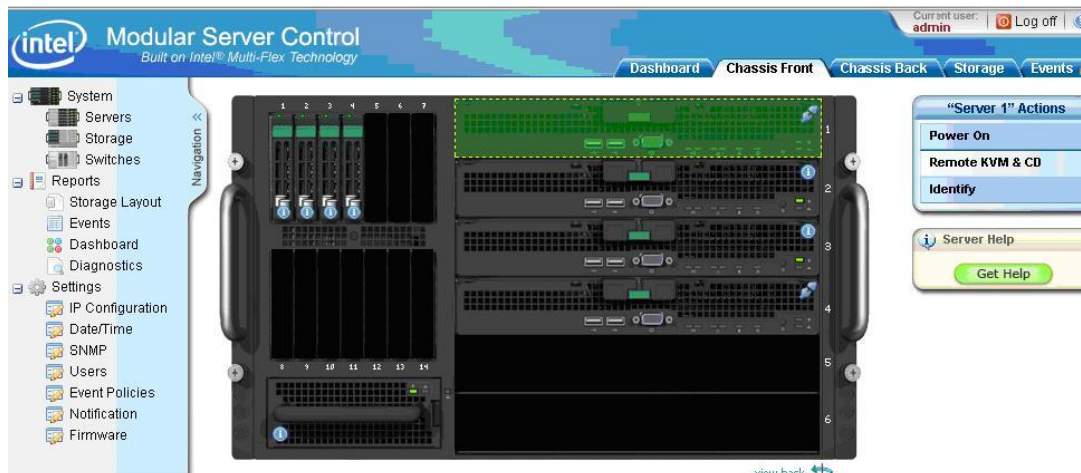 intel
Modular Server Control
Built on Intel® Multi-Flex Technology
Current user:
admin
Log off
Dashboard
Chassis Front
Chassis Back
Storage
Events
System
Servers
Storage
Switches
Reports
Storage Layout
Events
Dashboard
Diagnostics
Settings
IP Configuration
Date/Time
SNMP
Users
Event Policies
Notification
Firmware
Navigation
1 2 3 4 5 6 7
8 9 10 11 12 13 14
1
2
3
4
5
6
view back
"Server 1" Actions
Power On
Remote KVM & CD
Identify
Server Help
Get Help